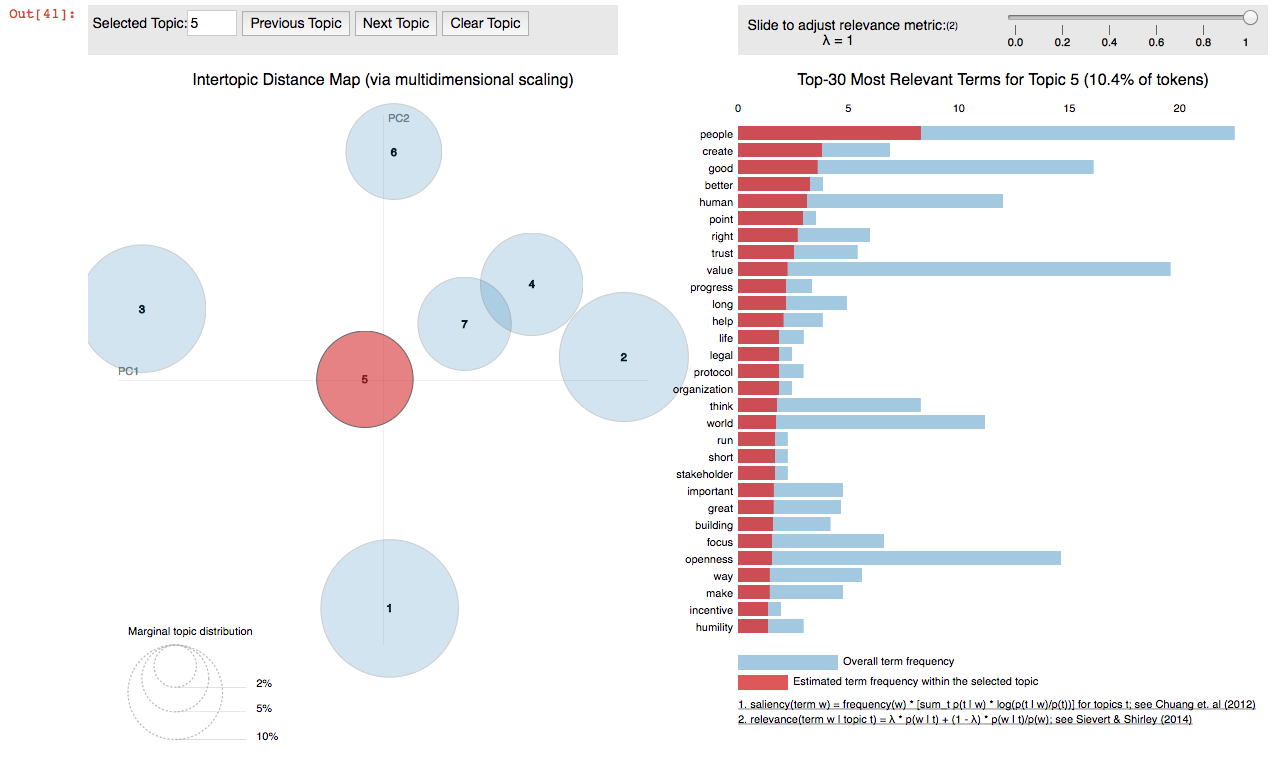 Out[41]:
Selected Topic: 5 Previous Topic Next Topic Clear Topic
Slide to adjust relevance metric:(2)
λ = 1
0.0 0.2 0.4 0.6 0.8 1
Intertopic Distance Map (via multidimensional scaling)
PC2
6
4
3
7
2
PC1
5
1
Marginal topic distribution
2%
5%
10%
Top-30 Most Relevant Terms for Topic 5 (10.4% of tokens)
0 5 10 15 20
people
create
good
better
human
point
right
trust
value
progress
long
help
life
legal
protocol
organization
think
world
run
short
stakeholder
important
great
building
focus
openness
way
make
incentive
humility
Overall term frequency
Estimated term frequency within the selected topic
1. saliency(term w) = frequency(w) * [sum_t p(t | w) * log(p(t | w)/p(t))] for topics t; see Chuang et. al (2012)
2. relevance(term w | topic t) = λ * p(w | t) + (1 - λ) * p(w | t)/p(w); see Sievert & Shirley (2014)